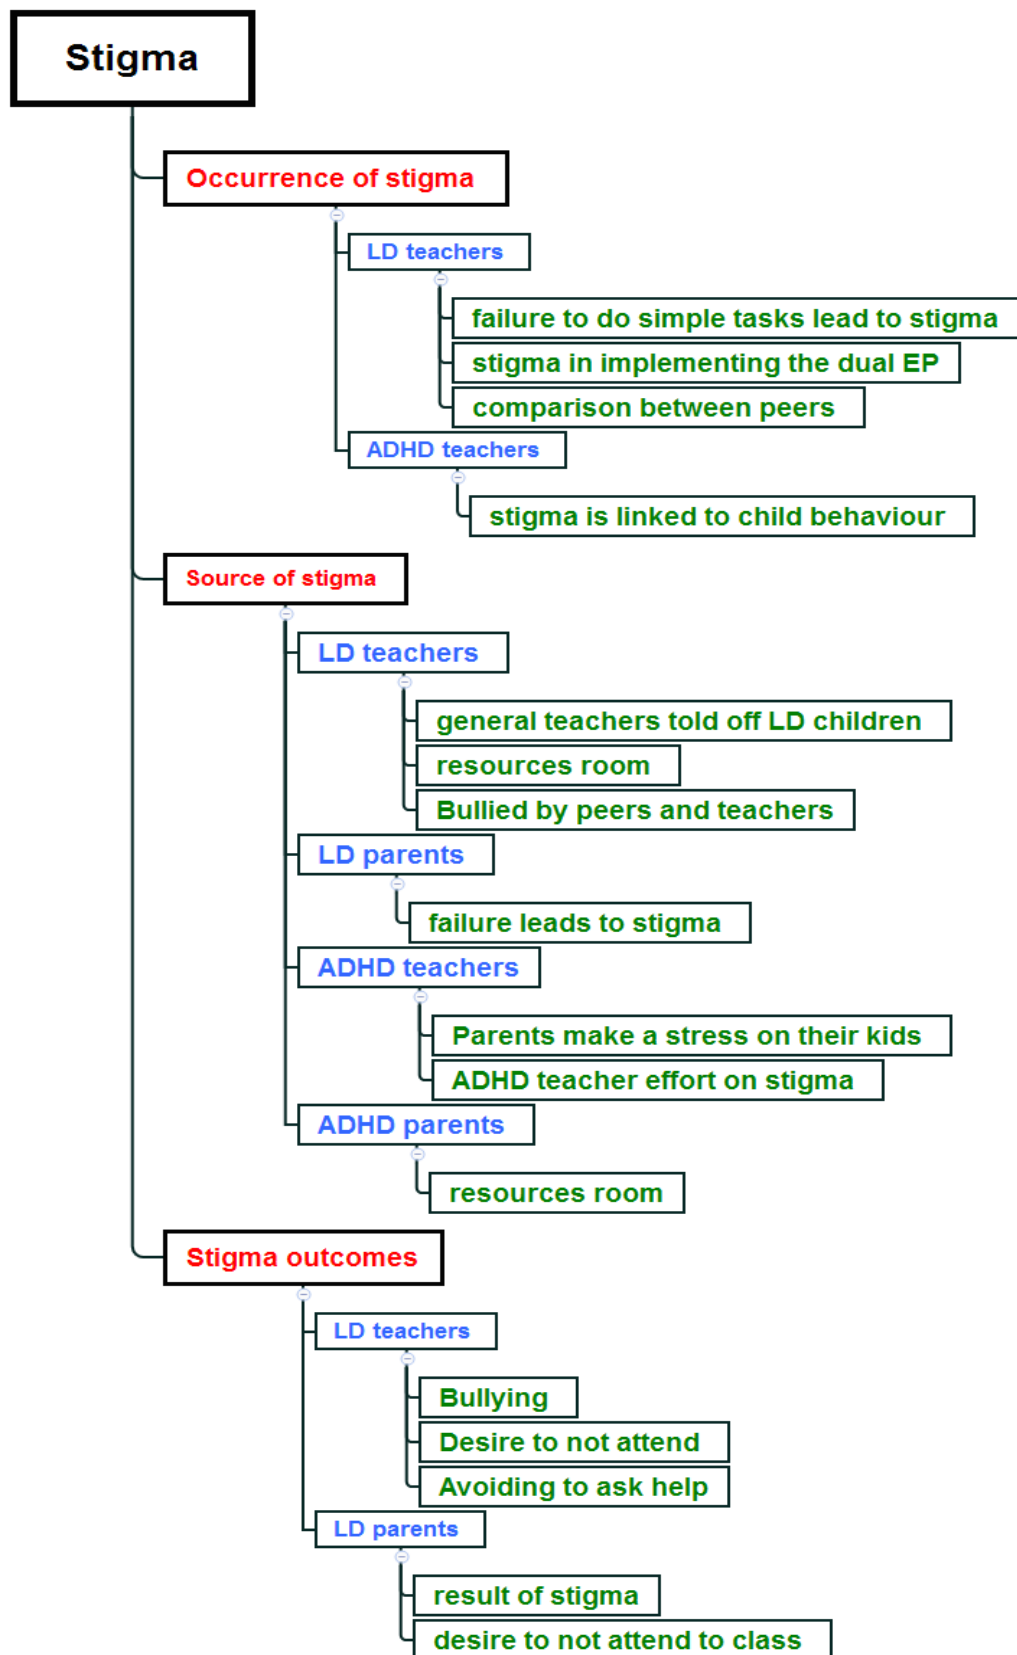 Stigma
Occurrence of stigma
LD teachers
failure to do simple tasks lead to stigma
stigma in implementing the dual EP
comparison between peers
ADHD teachers
stigma is linked to child behaviour
Source of stigma
LD teachers
general teachers told off LD children
resources room
Bullied by peers and teachers
LD parents
failure leads to stigma
ADHD teachers
Parents make a stress on their kids
ADHD teacher effort on stigma
ADHD parents
resources room
Stigma outcomes
LD teachers
Bullying
Desire to not attend
Avoiding to ask help
LD parents
result of stigma
desire to not attend to class